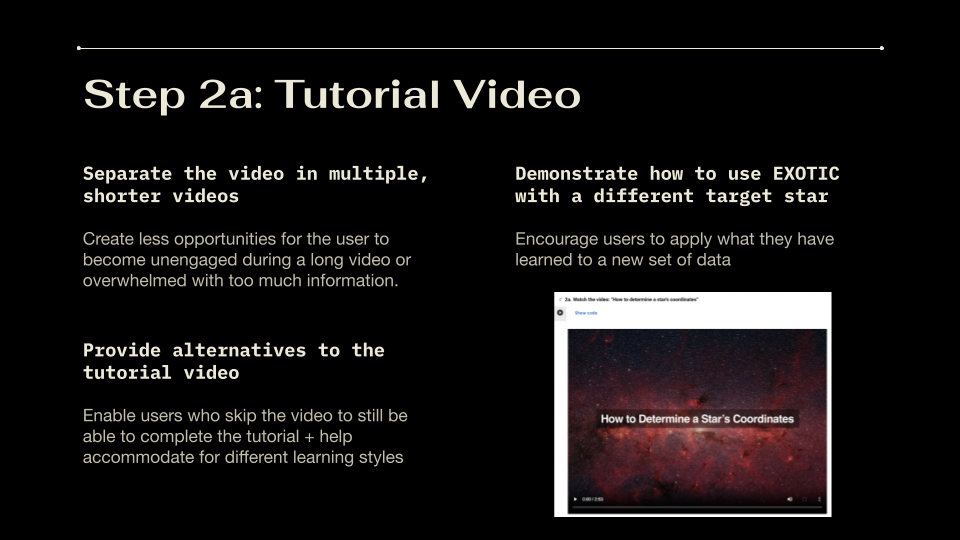 Step 2a: Tutorial Video
Separate the video in multiple,
shorter videos
Create less opportunities for the user to
become unengaged during a long video or
overwhelmed with too much information.
Provide alternatives to the
tutorial video
Enable users who skip the video to still be
able to complete the tutorial + help
accommodate for different learning styles
Demonstrate how to use EXOTIC
with a different target star
Encourage users to apply what they have
learned to a new set of data
2a. Watch the video: "How to determine a star's coordinates"
Show code
How to Determine a Star's Coordinates